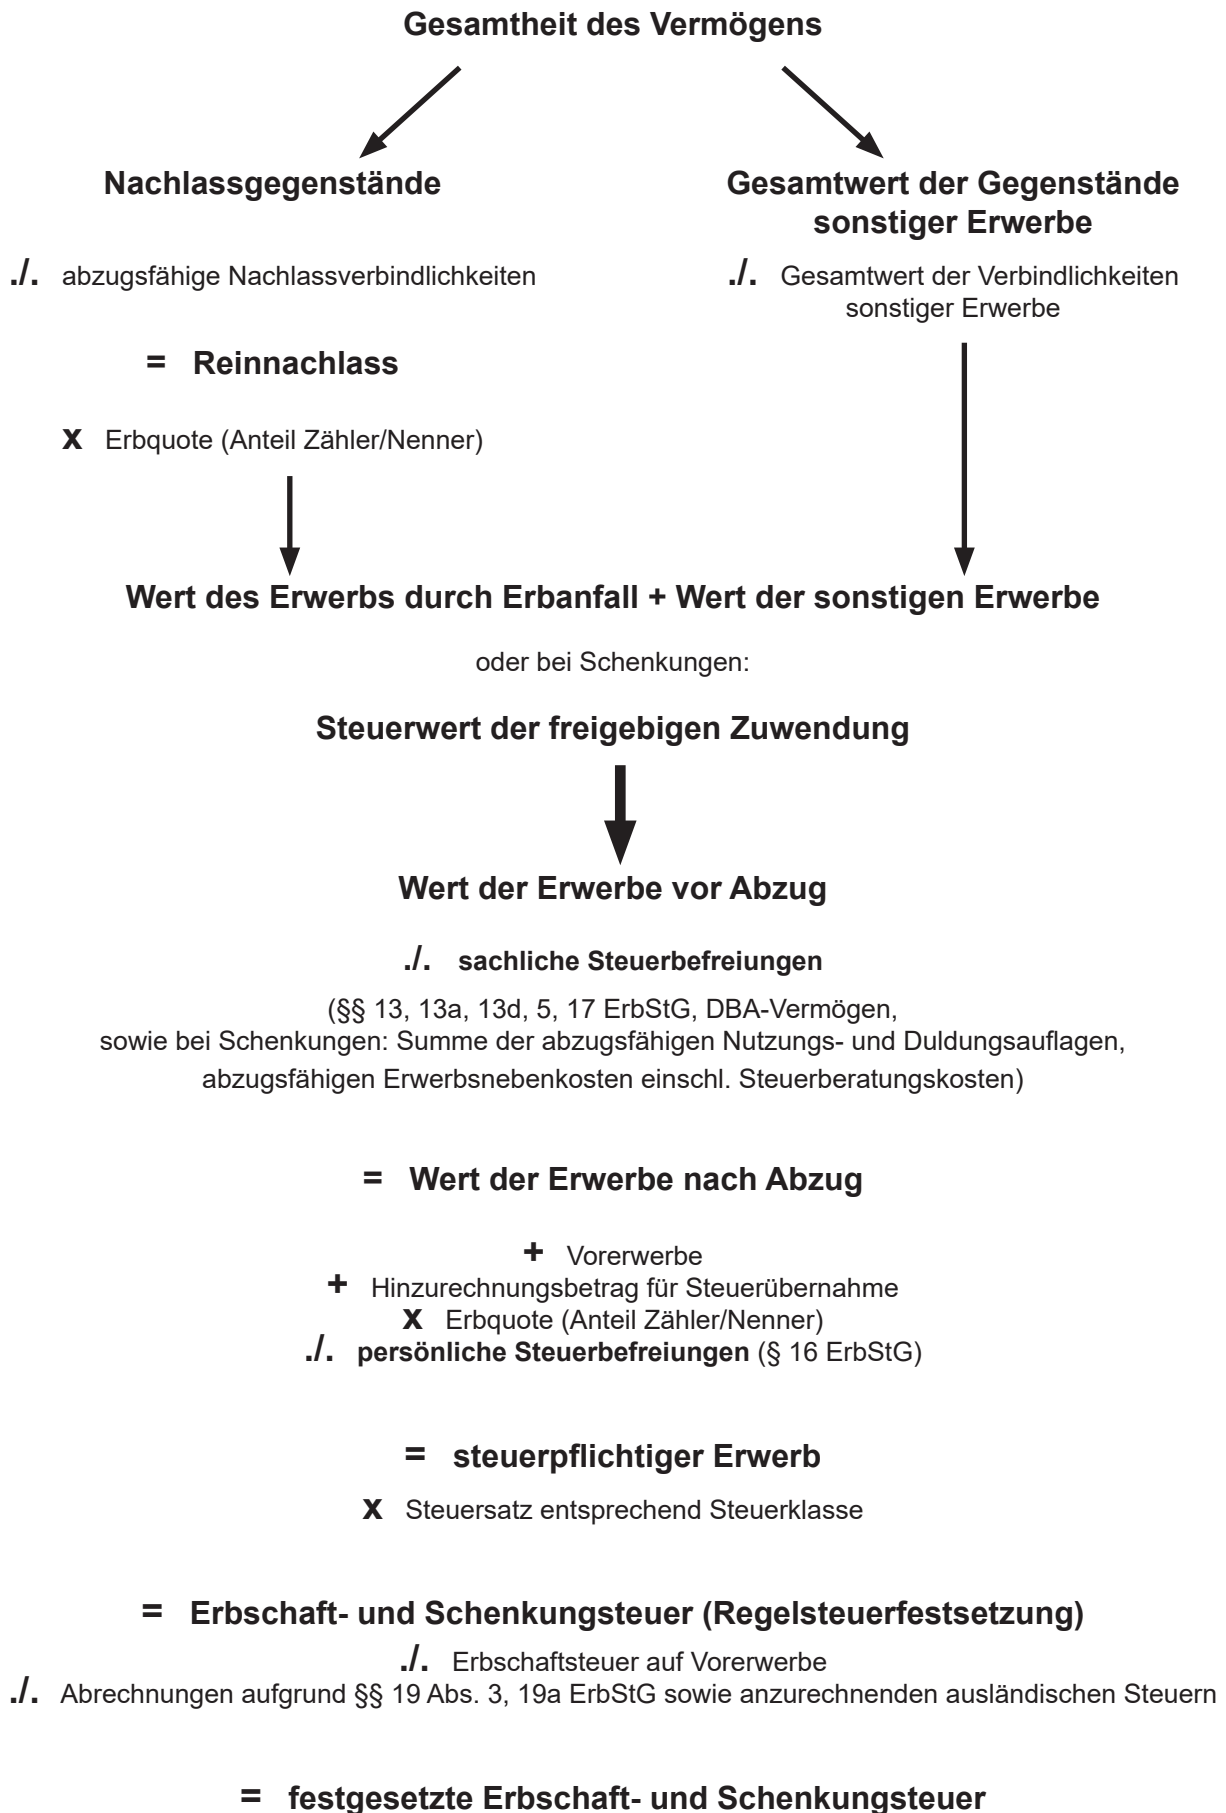 Gesamtheit des Vermögens
Nachlassgegenstände
./. abzugsfähige Nachlassverbindlichkeiten
= Reinnachlass
x Erbquote (Anteil Zähler/Nenner)
Gesamtwert der Gegenstände
sonstiger Erwerbe
./. Gesamtwert der Verbindlichkeiten
sonstiger Erwerbe
Wert des Erwerbs durch Erbanfall + Wert der sonstigen Erwerbe
oder bei Schenkungen:
Steuerwert der freigebigen Zuwendung
Wert der Erwerbe vor Abzug
./. sachliche Steuerbefreiungen
(§§ 13, 13a, 13d, 5, 17 ErbStG, DBA-Vermögen,
sowie bei Schenkungen: Summe der abzugsfähigen Nutzungs- und Duldungsauflagen,
abzugsfähigen Erwerbsnebenkosten einschl. Steuerberatungskosten)
= Wert der Erwerbe nach Abzug
+ Vorerwerbe
+ Hinzurechnungsbetrag für Steuerübernahme
x Erbquote (Anteil Zähler/Nenner)
./. persönliche Steuerbefreiungen (§ 16 ErbStG)
= steuerpflichtiger Erwerb
x Steuersatz entsprechend Steuerklasse
= Erbschaft- und Schenkungsteuer (Regelsteuerfestsetzung)
./. Erbschaftsteuer auf Vorerwerbe
./. Abrechnungen aufgrund §§ 19 Abs. 3, 19a ErbStG sowie anzurechnenden ausländischen Steuern
= festgesetzte Erbschaft- und Schenkungsteuer